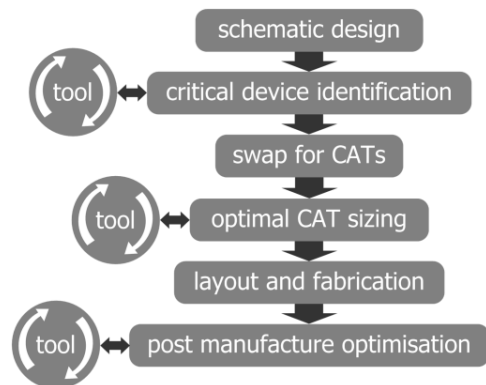 schematic design
tool
critical device identification
swap for CATs
tool
optimal CAT sizing
layout and fabrication
tool
post manufacture optimisation